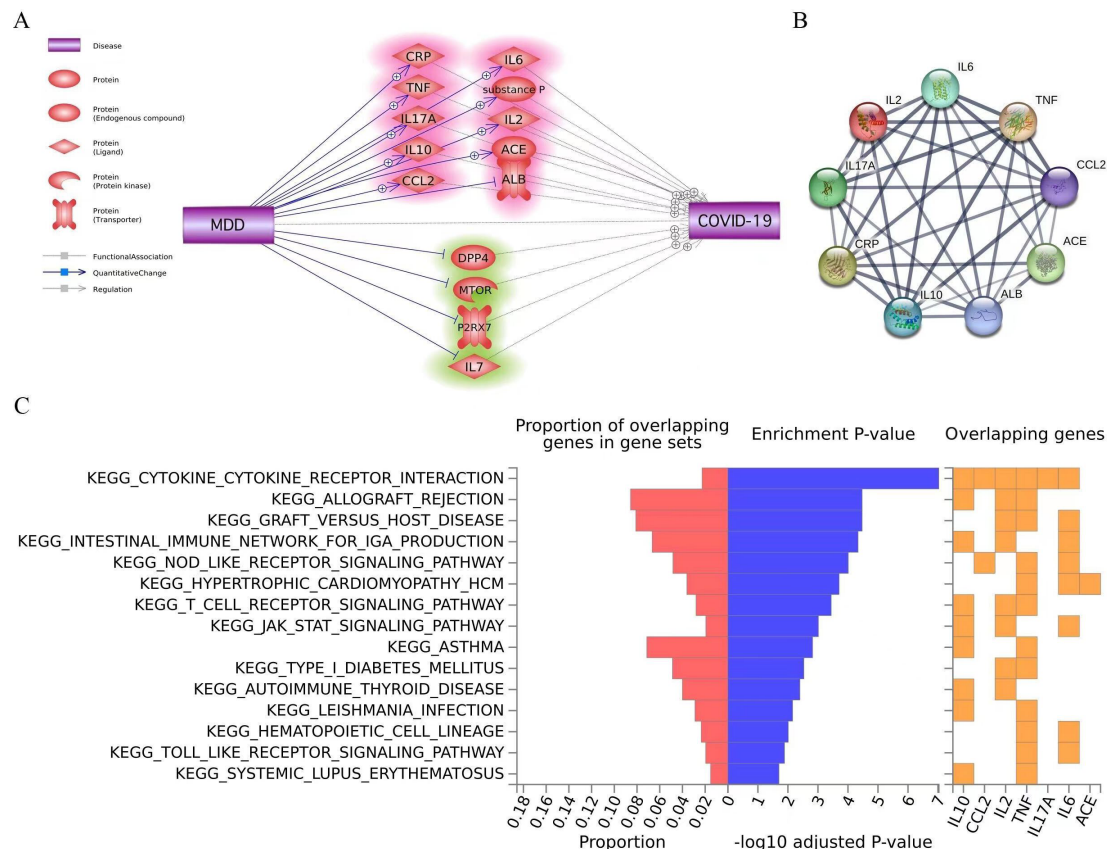 A
Disease
Protein
Protein
(Endogenous compound)
Protein
(Ligand)
Protein
(Protein kinase)
Protein
(Transporter)
FunctionalAssociation
QuantitativeChange
Regulation
MDD
CRP
TNF
IL17A
IL10
CCL2
IL6
substance P
IL2
ACE
ALB
COVID-19
DPP4
MTOR
P2RX7
IL7
B
IL6
TNF
CCL2
ACE
ALB
IL10
CRP
IL17A
IL2
C
Proportion of overlapping
genes in gene sets
Enrichment P-value
Overlapping genes
KEGG_CYTOKINE_CYTOKINE_RECEPTOR_INTERACTION
KEGG_ALLOGRAFT_REJECTION
KEGG_GRAFT_VERSUS_HOST_DISEASE
KEGG_INTESTINAL_IMMUNE_NETWORK_FOR_IGA_PRODUCTION
KEGG_NOD_LIKE_RECEPTOR_SIGNALING_PATHWAY
KEGG_HYPERTROPHIC_CARDIOMYOPATHY_HCM
KEGG_T_CELL_RECEPTOR_SIGNALING_PATHWAY
KEGG_JAK_STAT_SIGNALING_PATHWAY
KEGG_ASTHMA
KEGG_TYPE_I_DIABETES_MELLITUS
KEGG_AUTOIMMUNE_THYROID_DISEASE
KEGG_LEISHMANIA_INFECTION
KEGG_HEMATOPOIETIC_CELL_LINEAGE
KEGG_TOLL_LIKE_RECEPTOR_SIGNALING_PATHWAY
KEGG_SYSTEMIC_LUPUS_ERYTHEMATOSUS
0.18 0.16 0.14 0.12 0.10 0.08 0.06 0.04 0.02 0 1 2 3 4 5 6 7
IL10 CCL2 IL2 TNF IL17A IL6 ACE
Proportion
-log10 adjusted P-value